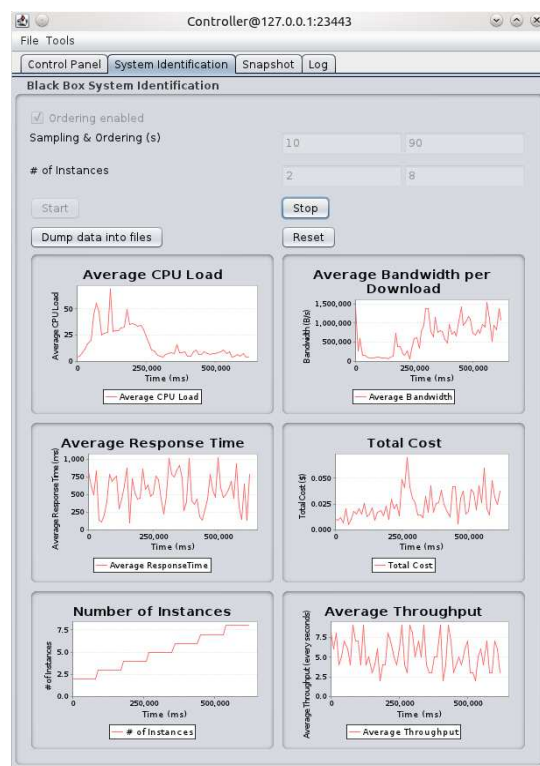 Controller@127.0.0.1:23443
File Tools
Control Panel System Identification Snapshot Log
Black Box System Identification
Ordering enabled
Sampling & Ordering (s) 10 90
# of Instances 2 8
Start Stop
Dump data into files Reset
Average CPU Load
Average CPU Load
50
25
0
0 250,000 500,000
Time (ms)
Average CPU Load
Average Bandwidth per
Download
Bandwidth (B/s)
1,500,000
1,000,000
500,000
0
0 250,000 500,000
Time (ms)
Average Bandwidth
Average Response Time
Average Response Time (ms)
1,000
750
500
250
0
0 250,000 500,000
Time (ms)
Average ResponseTime
Total Cost
Total Cost ($)
0.050
0.025
0.000
0 250,000 500,000
Time (ms)
Total Cost
Number of Instances
# of Instances
7.5
5.0
2.5
0.0
0 250,000 500,000
Time (ms)
# of Instances
Average Throughput
Average Throughput (every seconds)
7.5
5.0
2.5
0.0
0 250,000 500,000
Time (ms)
Average Throughput